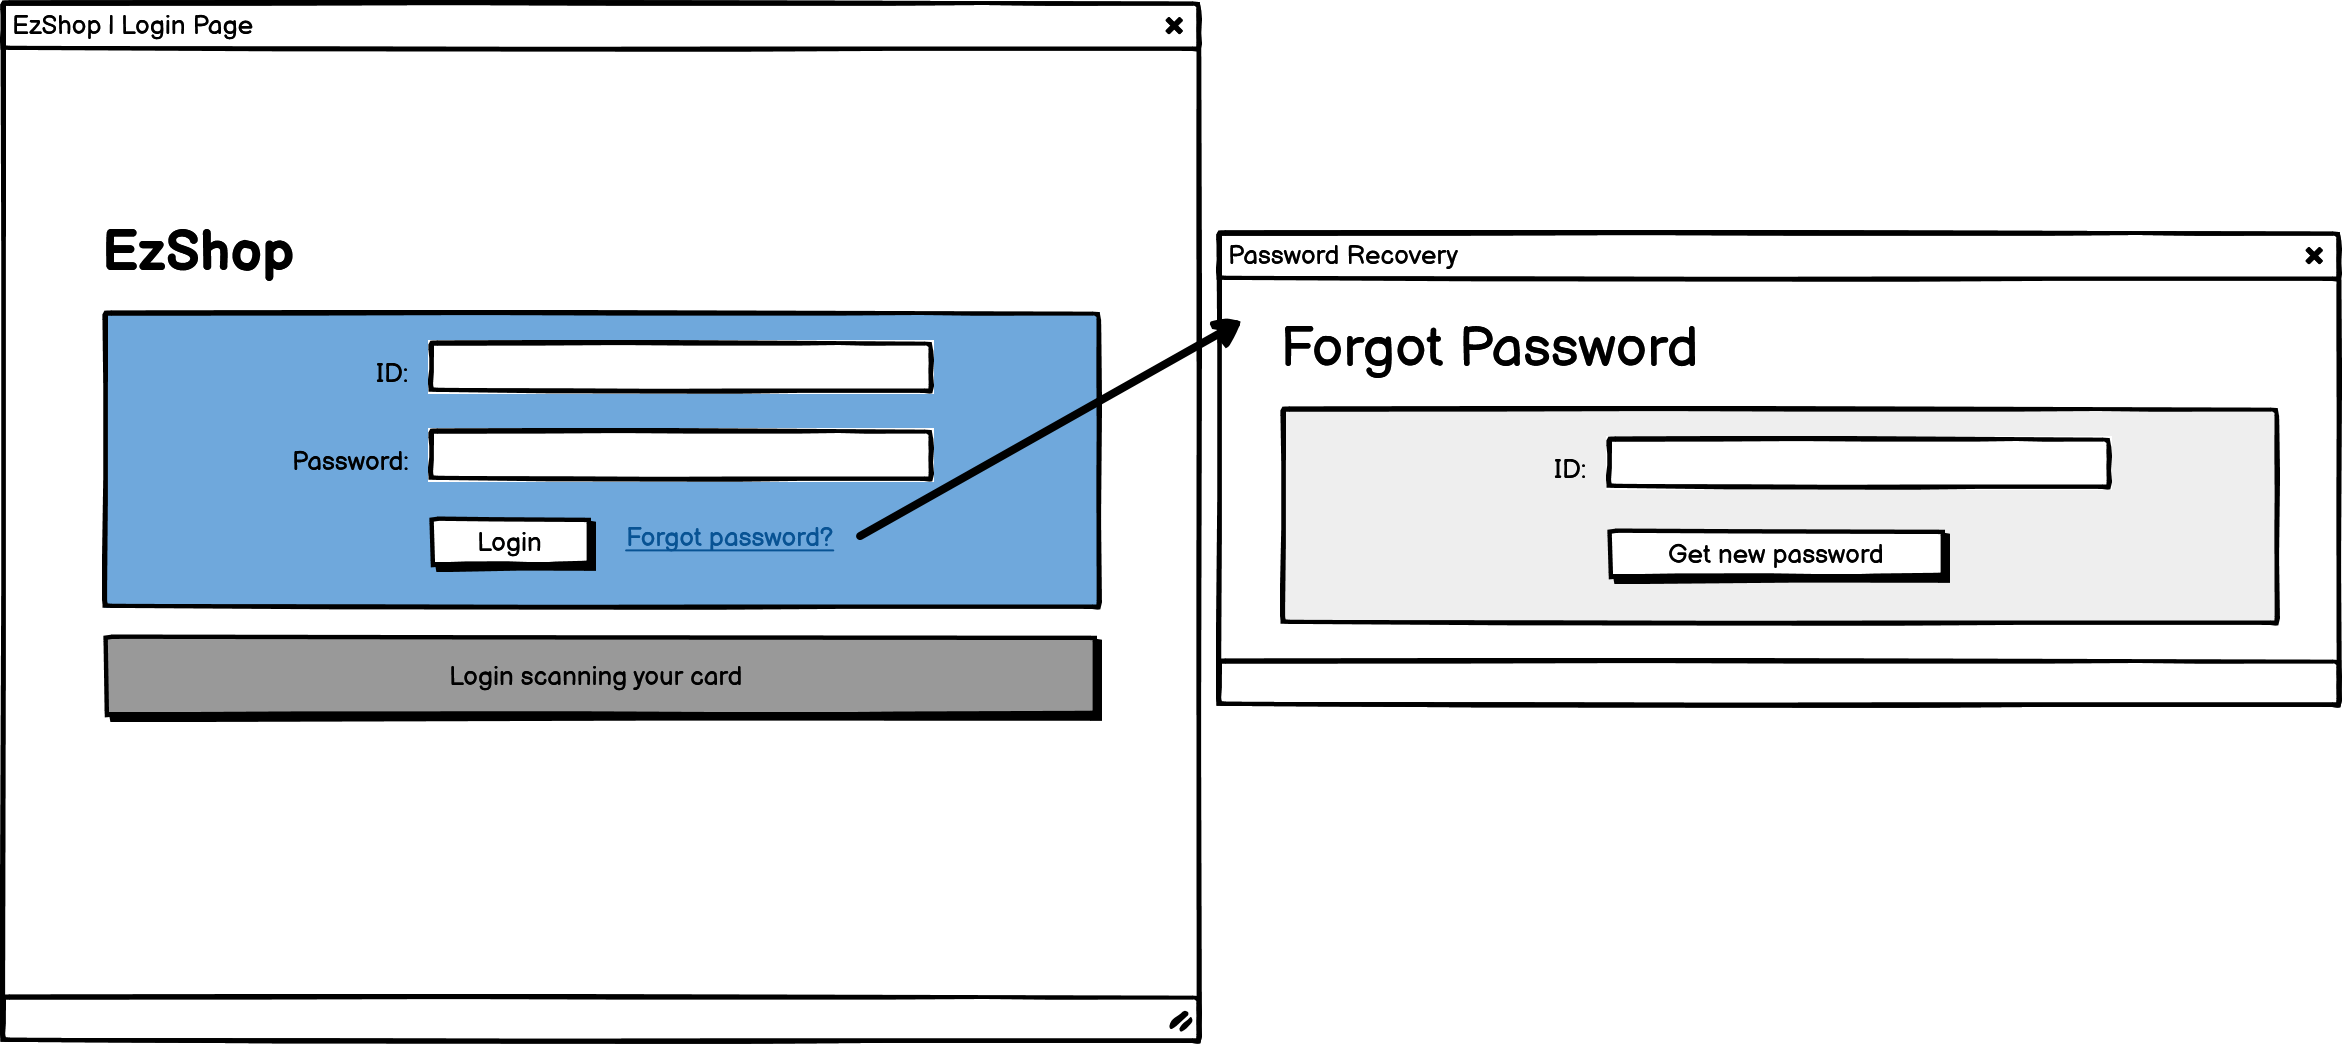 EzShop | Login Page
EzShop
ID:
Password:
Login
Forgot password?
Login scanning your card
Password Recovery
Forgot Password
ID:
Get new password